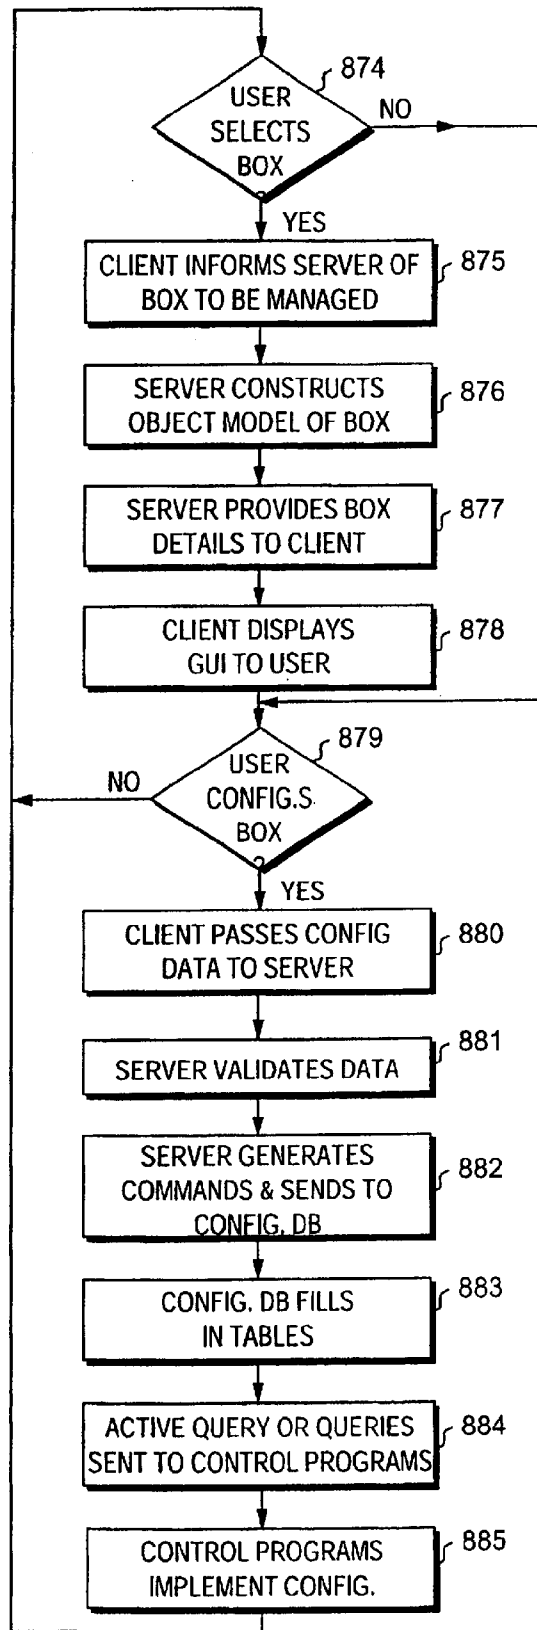 874
USER
SELECTS
BOX
?
NO
YES
CLIENT INFORMS SERVER OF
BOX TO BE MANAGED
875
SERVER CONSTRUCTS
OBJECT MODEL OF BOX
876
SERVER PROVIDES BOX
DETAILS TO CLIENT
877
CLIENT DISPLAYS
GUI TO USER
878
879
USER
CONFIG.S
BOX
?
NO
YES
CLIENT PASSES CONFIG
DATA TO SERVER
880
SERVER VALIDATES DATA
881
SERVER GENERATES
COMMANDS & SENDS TO
CONFIG. DB
882
CONFIG. DB FILLS
IN TABLES
883
ACTIVE QUERY OR QUERIES
SENT TO CONTROL PROGRAMS
884
CONTROL PROGRAMS
IMPLEMENT CONFIG.
885